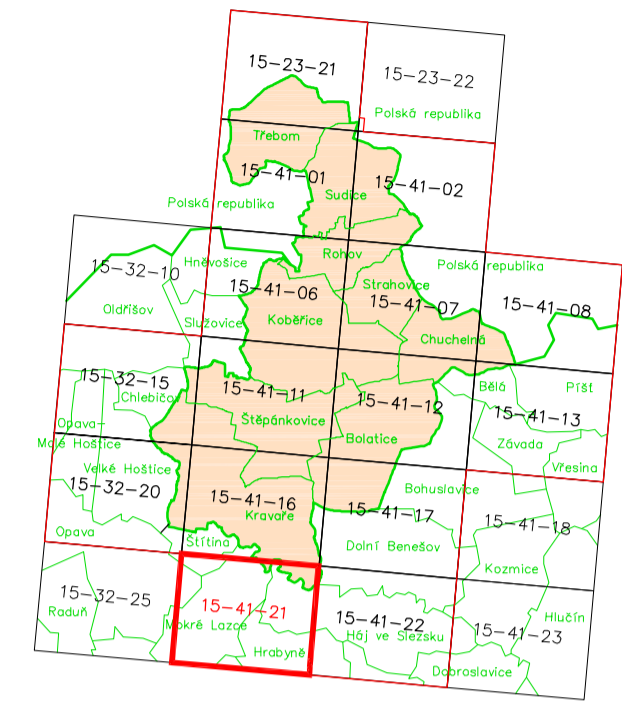 15-23-21
15-23-22
Polská republika
Třebom
15-41-01
15-41-02
Sudice
Polská republika
Rohov
Hněvošice
15-32-10
Polská republika
15-41-06
Strahovice
15-41-07
15-41-08
Oldřišov
Služovice
Kobeřice
Chuchelná
15-32-15
Chlebičov
15-41-11
15-41-12
Bělá
Píšť
15-41-13
Štěpánkovice
Opava-
Malé Hoštice
Bolatice
Závada
Velké Hoštice
Vřesina
15-32-20
15-41-16
Kravaře
Bohuslavice
15-41-17
15-41-18
Opava
Štítina
Dolní Benešov
Kozmice
15-32-25
Raduň
15-41-21
Mokré Lazce
15-41-22
Háj ve Slezsku
Hlučín
15-41-23
Hrabyně
Dobroslavice